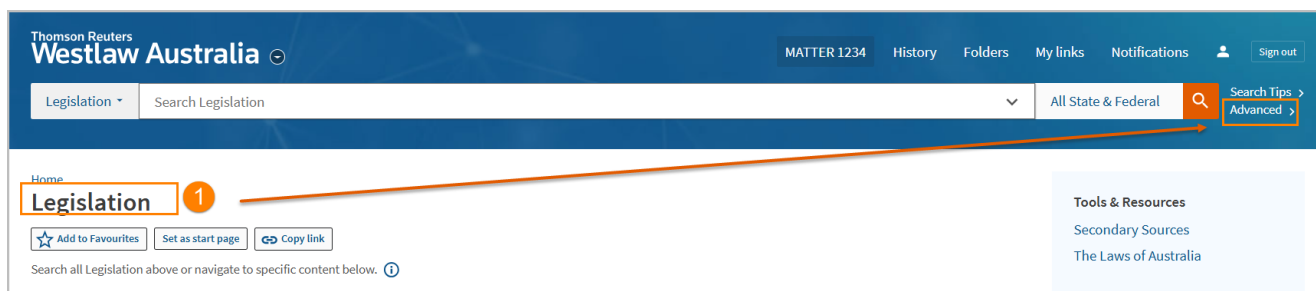 Thomson Reuters
Westlaw Australia
MATTER 1234 History Folders My links Notifications Sign out
Legislation Search Legislation All State & Federal Search Tips
Advanced
Home
Legislation 1
Add to Favourites Set as start page Copy link
Search all Legislation above or navigate to specific content below.
Tools & Resources
Secondary Sources
The Laws of Australia